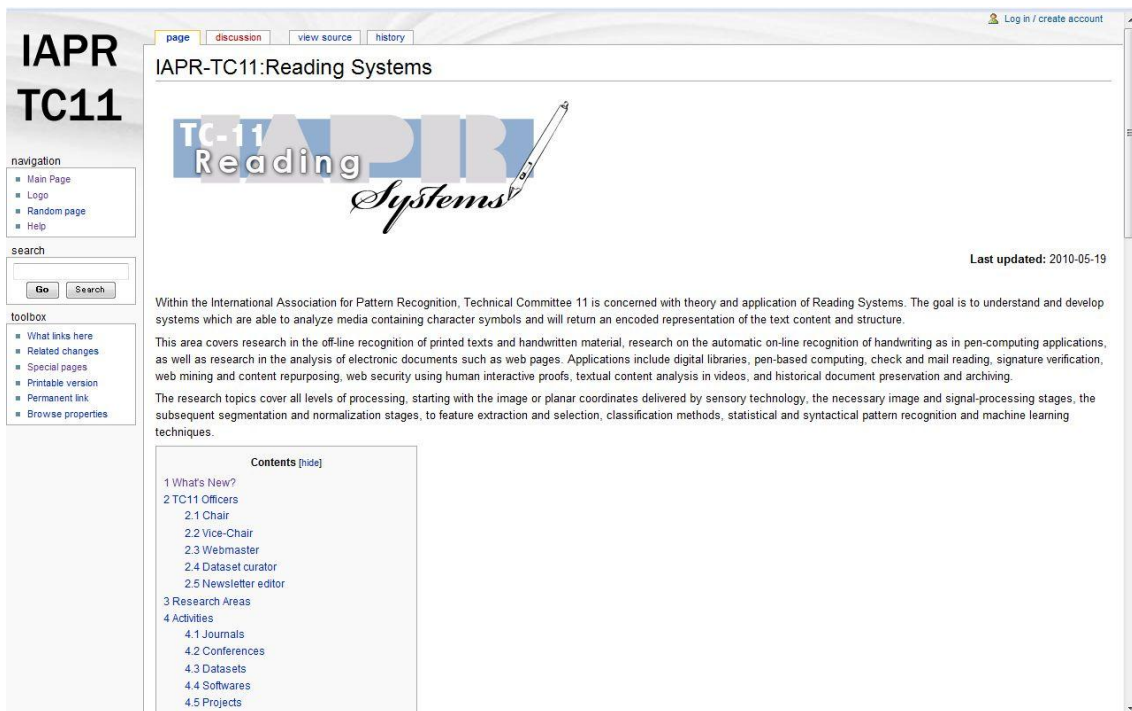 Log in / create account
page discussion view source history
IAPR
TC11
IAPR-TC11:Reading Systems
TC-11 IAPR
Reading
Systems
navigation
Main Page
Logo
Random page
Help
search
Go Search
toolbox
What links here
Related changes
Special pages
Printable version
Permanent link
Browse properties
Last updated: 2010-05-19
Within the International Association for Pattern Recognition, Technical Committee 11 is concerned with theory and application of Reading Systems. The goal is to understand and develop
systems which are able to analyze media containing character symbols and will return an encoded representation of the text content and structure.
This area covers research in the off-line recognition of printed texts and handwritten material, research on the automatic on-line recognition of handwriting as in pen-computing applications,
as well as research in the analysis of electronic documents such as web pages. Applications include digital libraries, pen-based computing, check and mail reading, signature verification,
web mining and content repurposing, web security using human interactive proofs, textual content analysis in videos, and historical document preservation and archiving.
The research topics cover all levels of processing, starting with the image or planar coordinates delivered by sensory technology, the necessary image and signal-processing stages, the
subsequent segmentation and normalization stages, to feature extraction and selection, classification methods, statistical and syntactical pattern recognition and machine learning
techniques.
Contents [hide]
1 What's New?
2 TC11 Officers
2.1 Chair
2.2 Vice-Chair
2.3 Webmaster
2.4 Dataset curator
2.5 Newsletter editor
3 Research Areas
4 Activities
4.1 Journals
4.2 Conferences
4.3 Datasets
4.4 Softwares
4.5 Projects